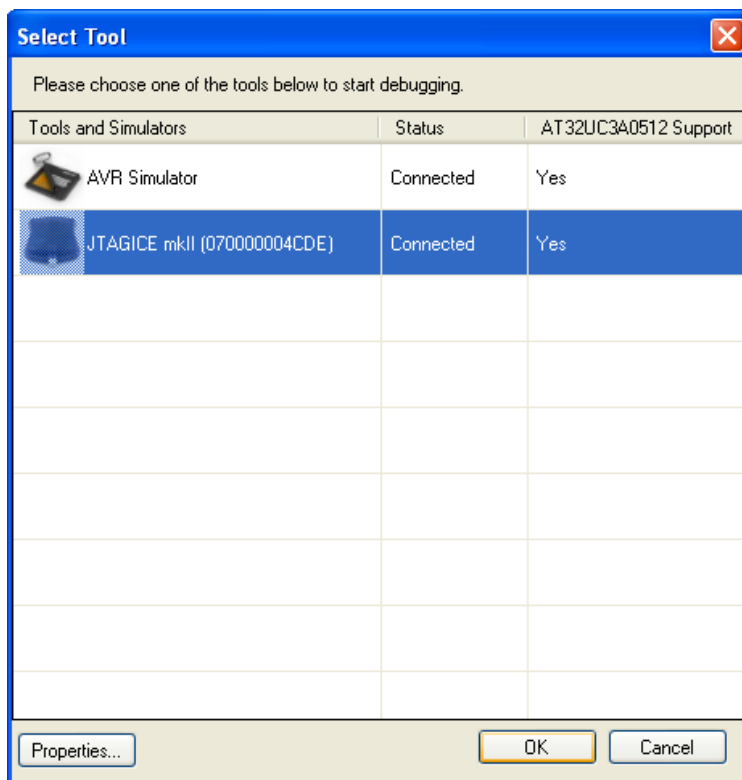 Select Tool
Please choose one of the tools below to start debugging.
Tools and Simulators Status AT32UC3A0512 Support
AVR Simulator Connected Yes
JTAGICE mkII (070000004CDE) Connected Yes
Properties... OK Cancel